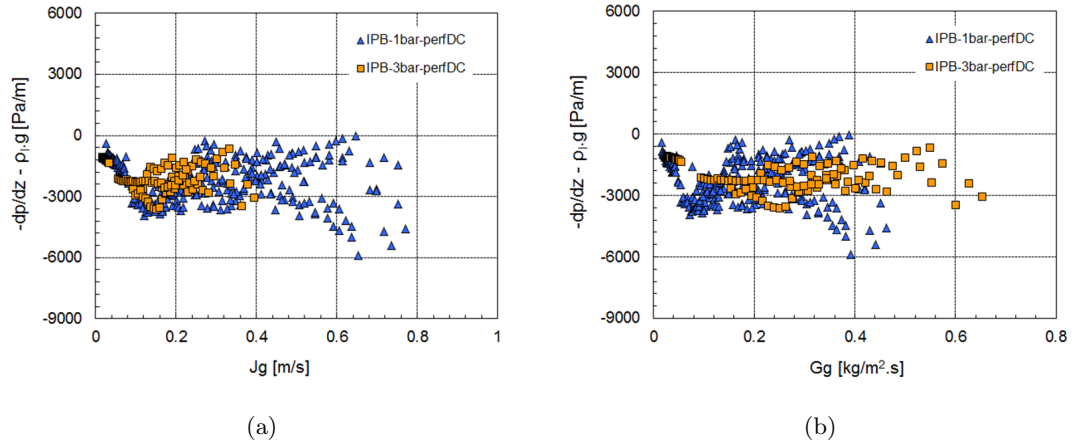 6000
3000
0
-3000
-6000
-9000
-dp/dz - ρl.g [Pa/m]
IPB-1bar-perfDC
IPB-3bar-perfDC
0 0.2 0.4 0.6 0.8 1
Jg [m/s]
(a)
6000
3000
0
-3000
-6000
-9000
-dp/dz - ρl.g [Pa/m]
IPB-1bar-perfDC
IPB-3bar-perfDC
0 0.2 0.4 0.6 0.8
Gg [kg/m².s]
(b)